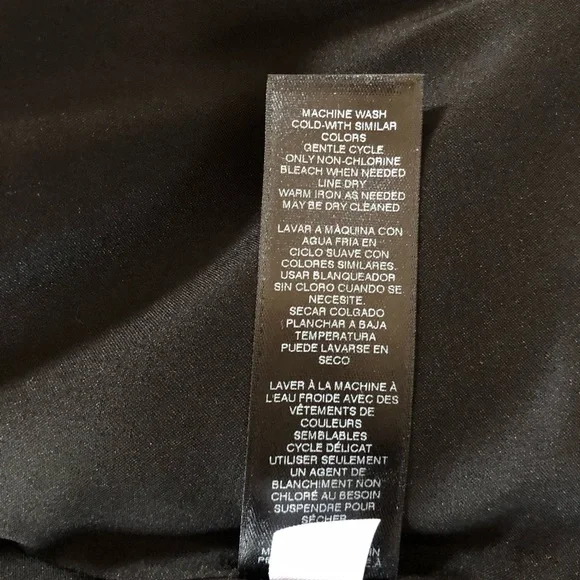 MACHINE WASH
COLD-WITH SIMILAR
COLORS
GENTLE CYCLE
ONLY NON-CHLORINE
BLEACH WHEN NEEDED
LINE DRY
WARM IRON AS NEEDED
MAY BE DRY CLEANED
LAVAR A MAQUINA CON
AGUA FRIA EN
CICLO SUAVE CON
COLORES SIMILARES.
USAR BLANQUEADOR
SIN CLORO CUANDO SE
NECESITE.
SECAR COLGADO
PLANCHAR A BAJA
TEMPERATURA
PUEDE LAVARSE EN
SECO
LAVER À LA MACHINE À
L'EAU FROIDE AVEC DES
VÊTEMENTS DE
COULEURS
SEMBLABLES
CYCLE DÉLICAT
UTILISER SEULEMENT
UN AGENT DE
BLANCHIMENT NON
CHLORÉ AU BESOIN
SUSPENDRE POUR
SÉCHER